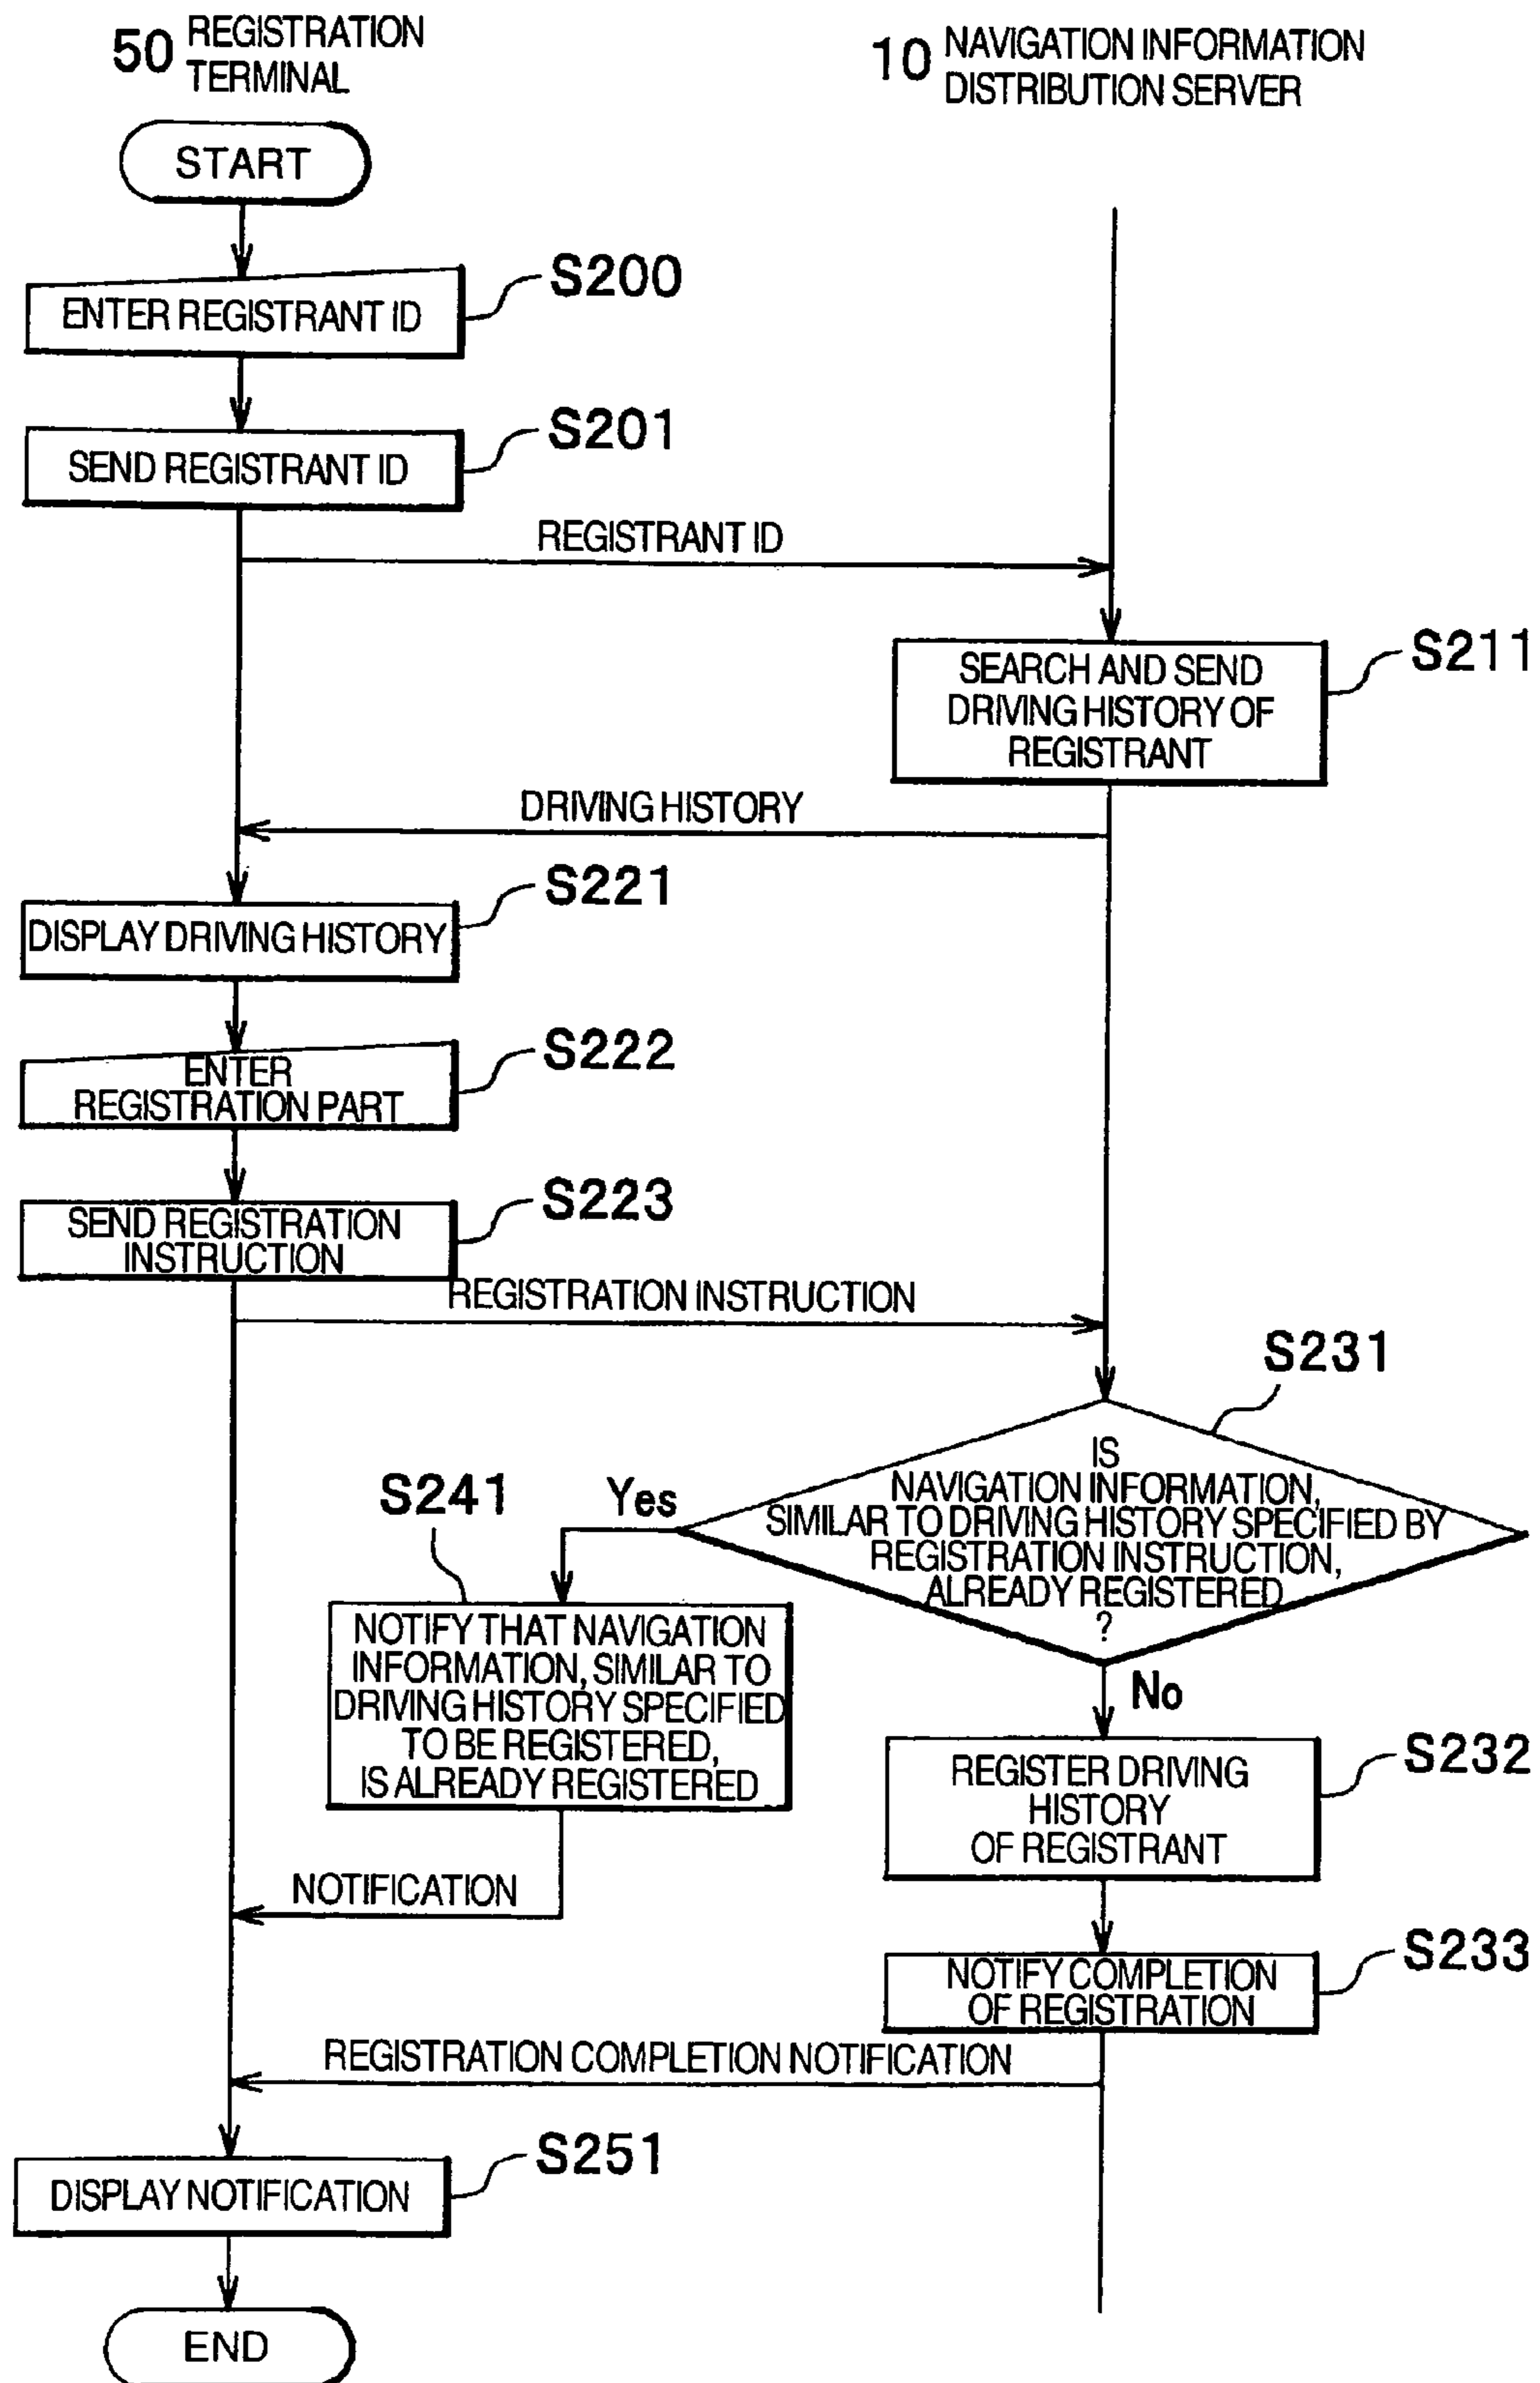 50 REGISTRATION
TERMINAL
10 NAVIGATION INFORMATION
DISTRIBUTION SERVER
START
ENTER REGISTRANT ID
S200
SEND REGISTRANT ID
S201
REGISTRANT ID
SEARCH AND SEND
DRIVING HISTORY OF
REGISTRANT
S211
DRIVING HISTORY
DISPLAY DRIVING HISTORY
S221
ENTER
REGISTRATION PART
S222
SEND REGISTRATION
INSTRUCTION
S223
REGISTRATION INSTRUCTION
S231
IS
NAVIGATION INFORMATION,
SIMILAR TO DRIVING HISTORY SPECIFIED BY
REGISTRATION INSTRUCTION,
ALREADY REGISTERED
?
Yes
S241
NOTIFY THAT NAVIGATION
INFORMATION, SIMILAR TO
DRIVING HISTORY SPECIFIED
TO BE REGISTERED,
IS ALREADY REGISTERED
No
REGISTER DRIVING
HISTORY
OF REGISTRANT
S232
NOTIFICATION
NOTIFY COMPLETION
OF REGISTRATION
S233
REGISTRATION COMPLETION NOTIFICATION
DISPLAY NOTIFICATION
S251
END